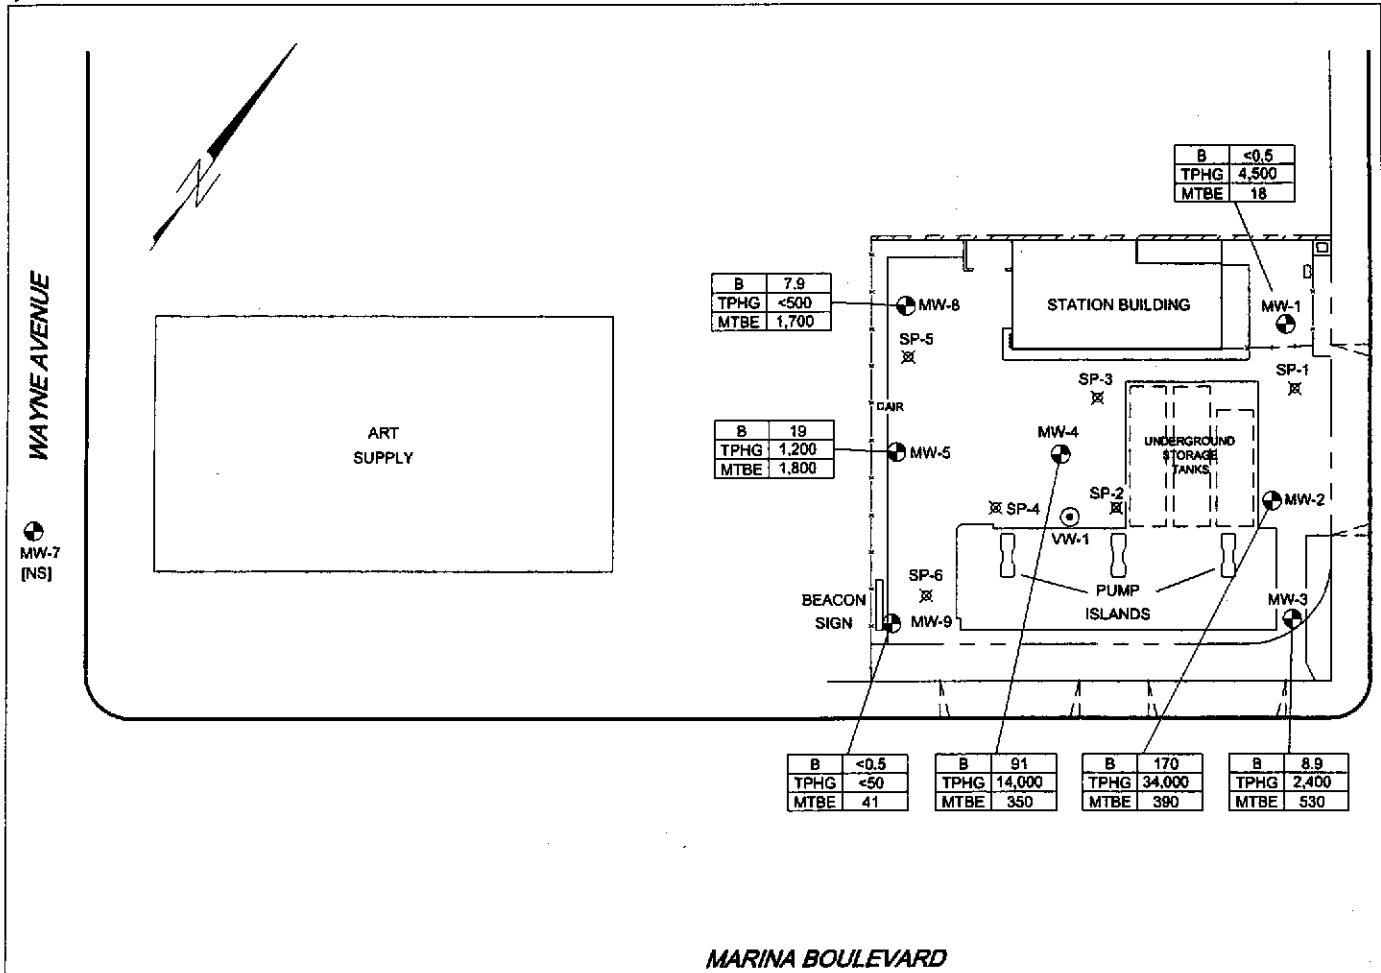 N
B <0.5
TPHG 4,500
MTBE 18
WAYNE AVENUE
B 7.9
TPHG <500
MTBE 1,700
MW-8
STATION BUILDING
MW-1
SP-5
SP-1
SP-3
AIR
ART
SUPPLY
B 19
TPHG 1,200
MTBE 1,800
MW-5
MW-4
UNDERGROUND
STORAGE
TANKS
SP-4
SP-2
MW-2
VW-1
MW-7
[NS]
SP-6
PUMP
ISLANDS
MW-3
BEACON
SIGN
MW-9
B <0.5
TPHG <50
MTBE 41
B 91
TPHG 14,000
MTBE 350
B 170
TPHG 34,000
MTBE 390
B 8.9
TPHG 2,400
MTBE 530
MARINA BOULEVARD